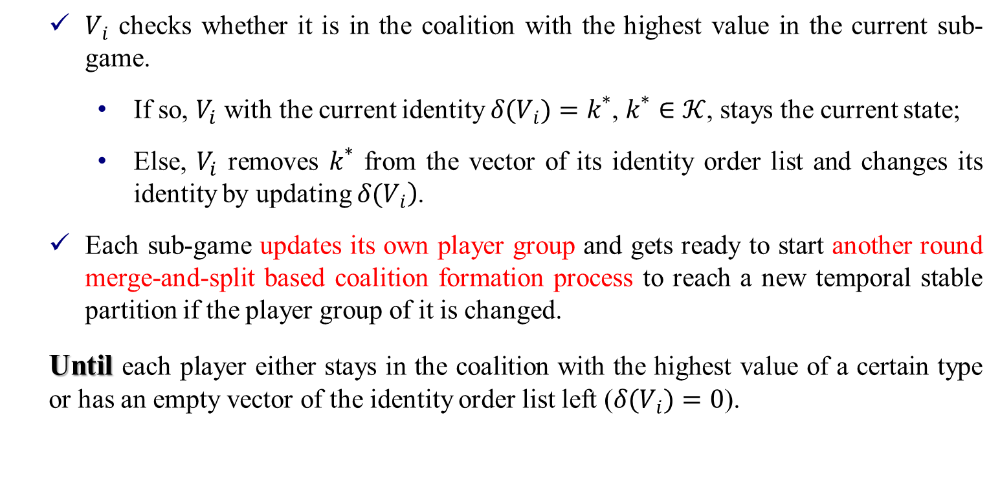 ✓ V_i checks whether it is in the coalition with the highest value in the current sub-
game.
• If so, V_i with the current identity δ(V_i) = k*, k* ∈ 𝒦, stays the current state;
• Else, V_i removes k* from the vector of its identity order list and changes its
identity by updating δ(V_i).
✓ Each sub-game updates its own player group and gets ready to start another round
merge-and-split based coalition formation process to reach a new temporal stable
partition if the player group of it is changed.
Until each player either stays in the coalition with the highest value of a certain type
or has an empty vector of the identity order list left (δ(V_i) = 0).